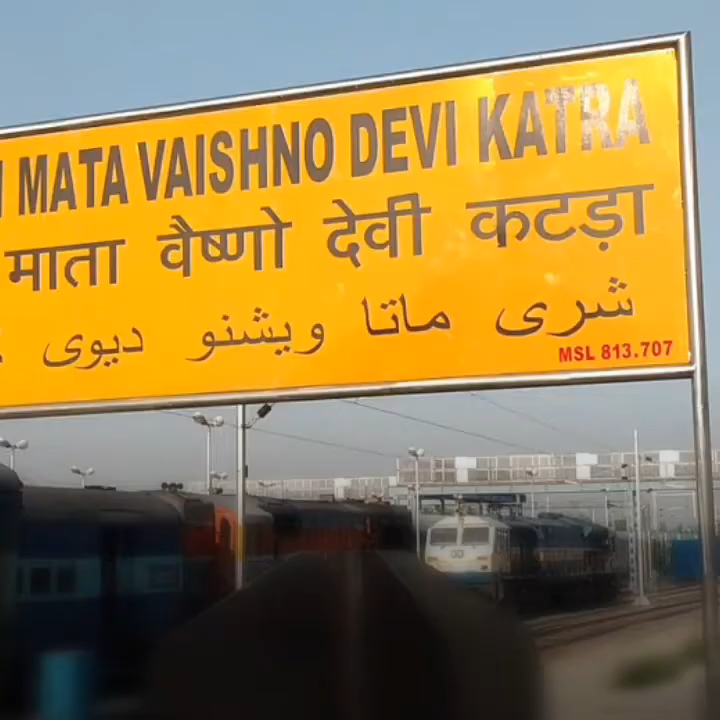 MATA VAISHNO DEVI KATRA
माता वैष्णो देवी कटड़ा
شری ماتا ویشنو دیوی
MSL 813.707